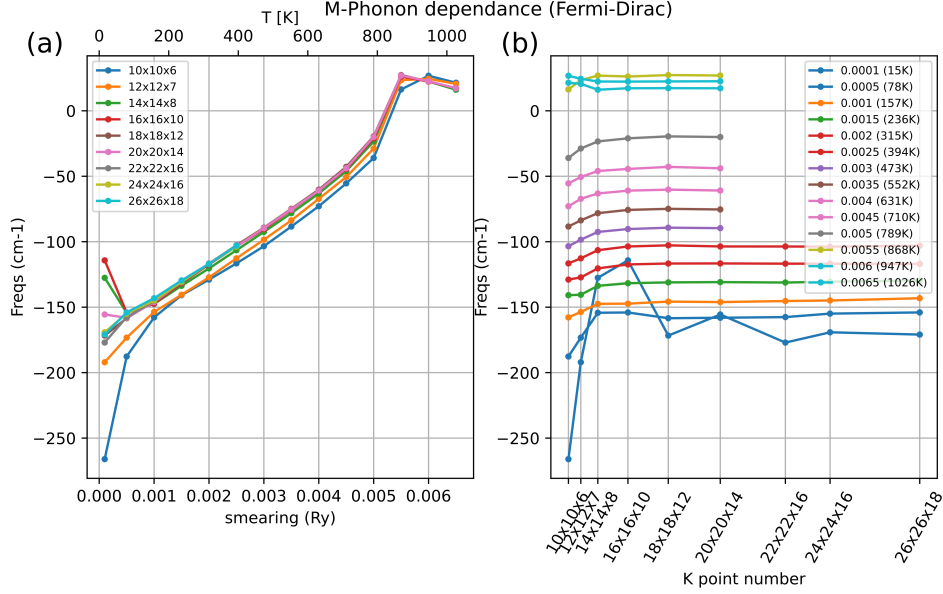 M-Phonon dependance (Fermi-Dirac)
(a)
T [K]
0
200
400
600
800
1000
10x10x6
12x12x7
14x14x8
16x16x10
18x18x12
20x20x14
22x22x16
24x24x16
26x26x18
0
−50
−100
−150
−200
−250
Freqs (cm-1)
0.000
0.001
0.002
0.003
0.004
0.005
0.006
smearing (Ry)
(b)
0.0001 (15K)
0.0005 (78K)
0.001 (157K)
0.0015 (236K)
0.002 (315K)
0.0025 (394K)
0.003 (473K)
0.0035 (552K)
0.004 (631K)
0.0045 (710K)
0.005 (789K)
0.0055 (868K)
0.006 (947K)
0.0065 (1026K)
0
−50
−100
−150
−200
−250
Freqs (cm-1)
10x10x6
12x12x7
14x14x8
16x16x10
18x18x12
20x20x14
22x22x16
24x24x16
26x26x18
K point number